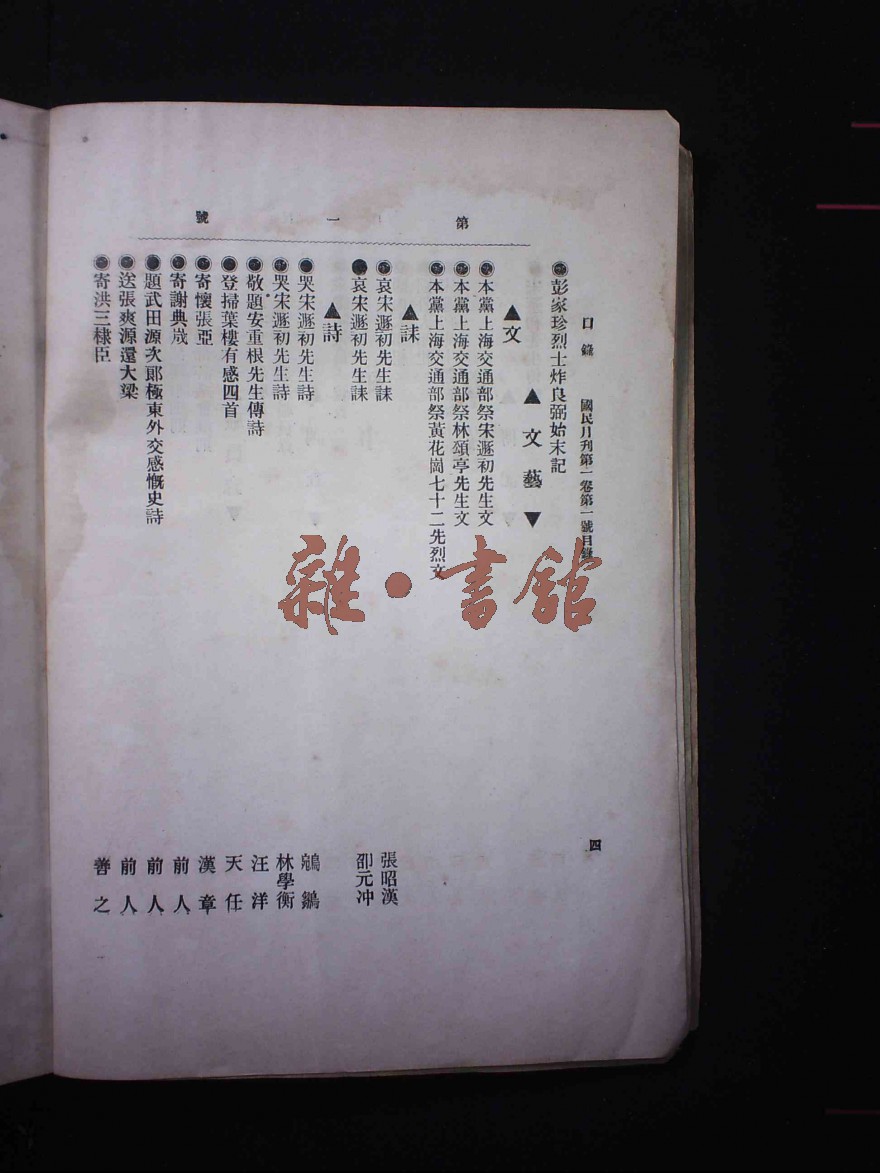 第一號
目錄 國民月刊第一卷第一號目錄 四
◉彭家珍烈士炸良弼始末記
▲文藝▼
▲文
◉本黨上海交通部祭宋遯初先生文
◉本黨上海交通部祭林頌亭先生文
◉本黨上海交通部祭黃花崗七十二先烈文
▲誄
◉哀宋遯初先生誄 張昭漢
◉哀宋遯初先生誄 邵元冲
▲詩
◉哭宋遯初先生詩 鵷鶵
◉哭宋遯初先生詩 林學衡
◉敬題安重根先生傳詩 汪洋
◉登掃葉樓有感四首 天任
◉寄懷張亞 漢章
◉寄謝典嵗 前人
◉題武田源次郎極東外交感慨史詩 前人
◉送張爽源還大梁 前人
◉寄洪三棣臣 善之
雜·書館